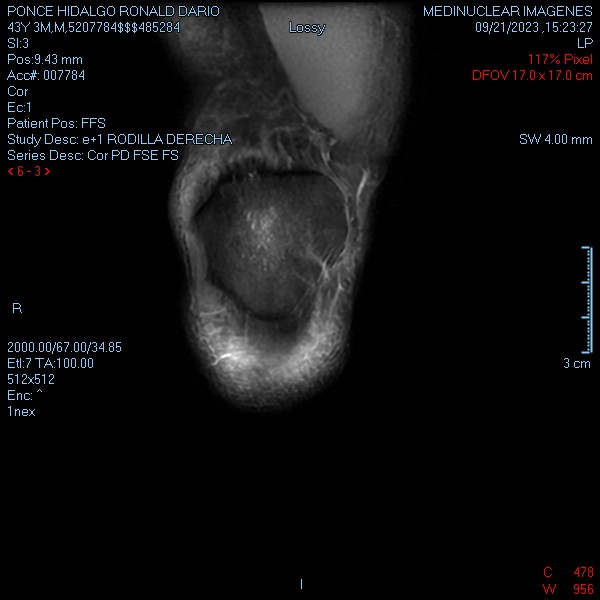 PONCE HIDALGO RONALD DARIO
43Y 3M,M,5207784$$$485284
Sl:3
Pos:9.43 mm
Acc#: 007784
Cor
Ec:1
Patient Pos: FFS
Study Desc: e+1 RODILLA DERECHA
Series Desc: Cor PD FSE FS
< 6 - 3 >
Lossy
MEDINUCLEAR IMAGENES
09/21/2023 ,15:23:27
LP
117% Pixel
DFOV 17.0 x 17.0 cm
SW 4.00 mm
R
3 cm
2000.00/67.00/34.85
Etl:7 TA:100.00
512x512
Enc: ^
1nex
I
C 478
W 956